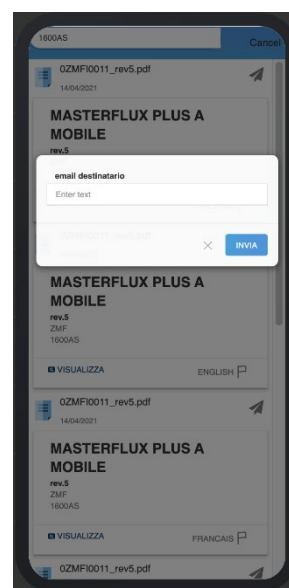 1600AS
Cancel
0ZMFI0011_rev5.pdf
14/04/2021
MASTERFLUX PLUS A
MOBILE
rev.5
email destinatario
Enter text
INVIA
MASTERFLUX PLUS A
MOBILE
rev.5
ZMF
1600AS
VISUALIZZA
ENGLISH
0ZMFI0011_rev5.pdf
14/04/2021
MASTERFLUX PLUS A
MOBILE
rev.5
ZMF
1600AS
VISUALIZZA
FRANCAIS
0ZMFI0011_rev5.pdf